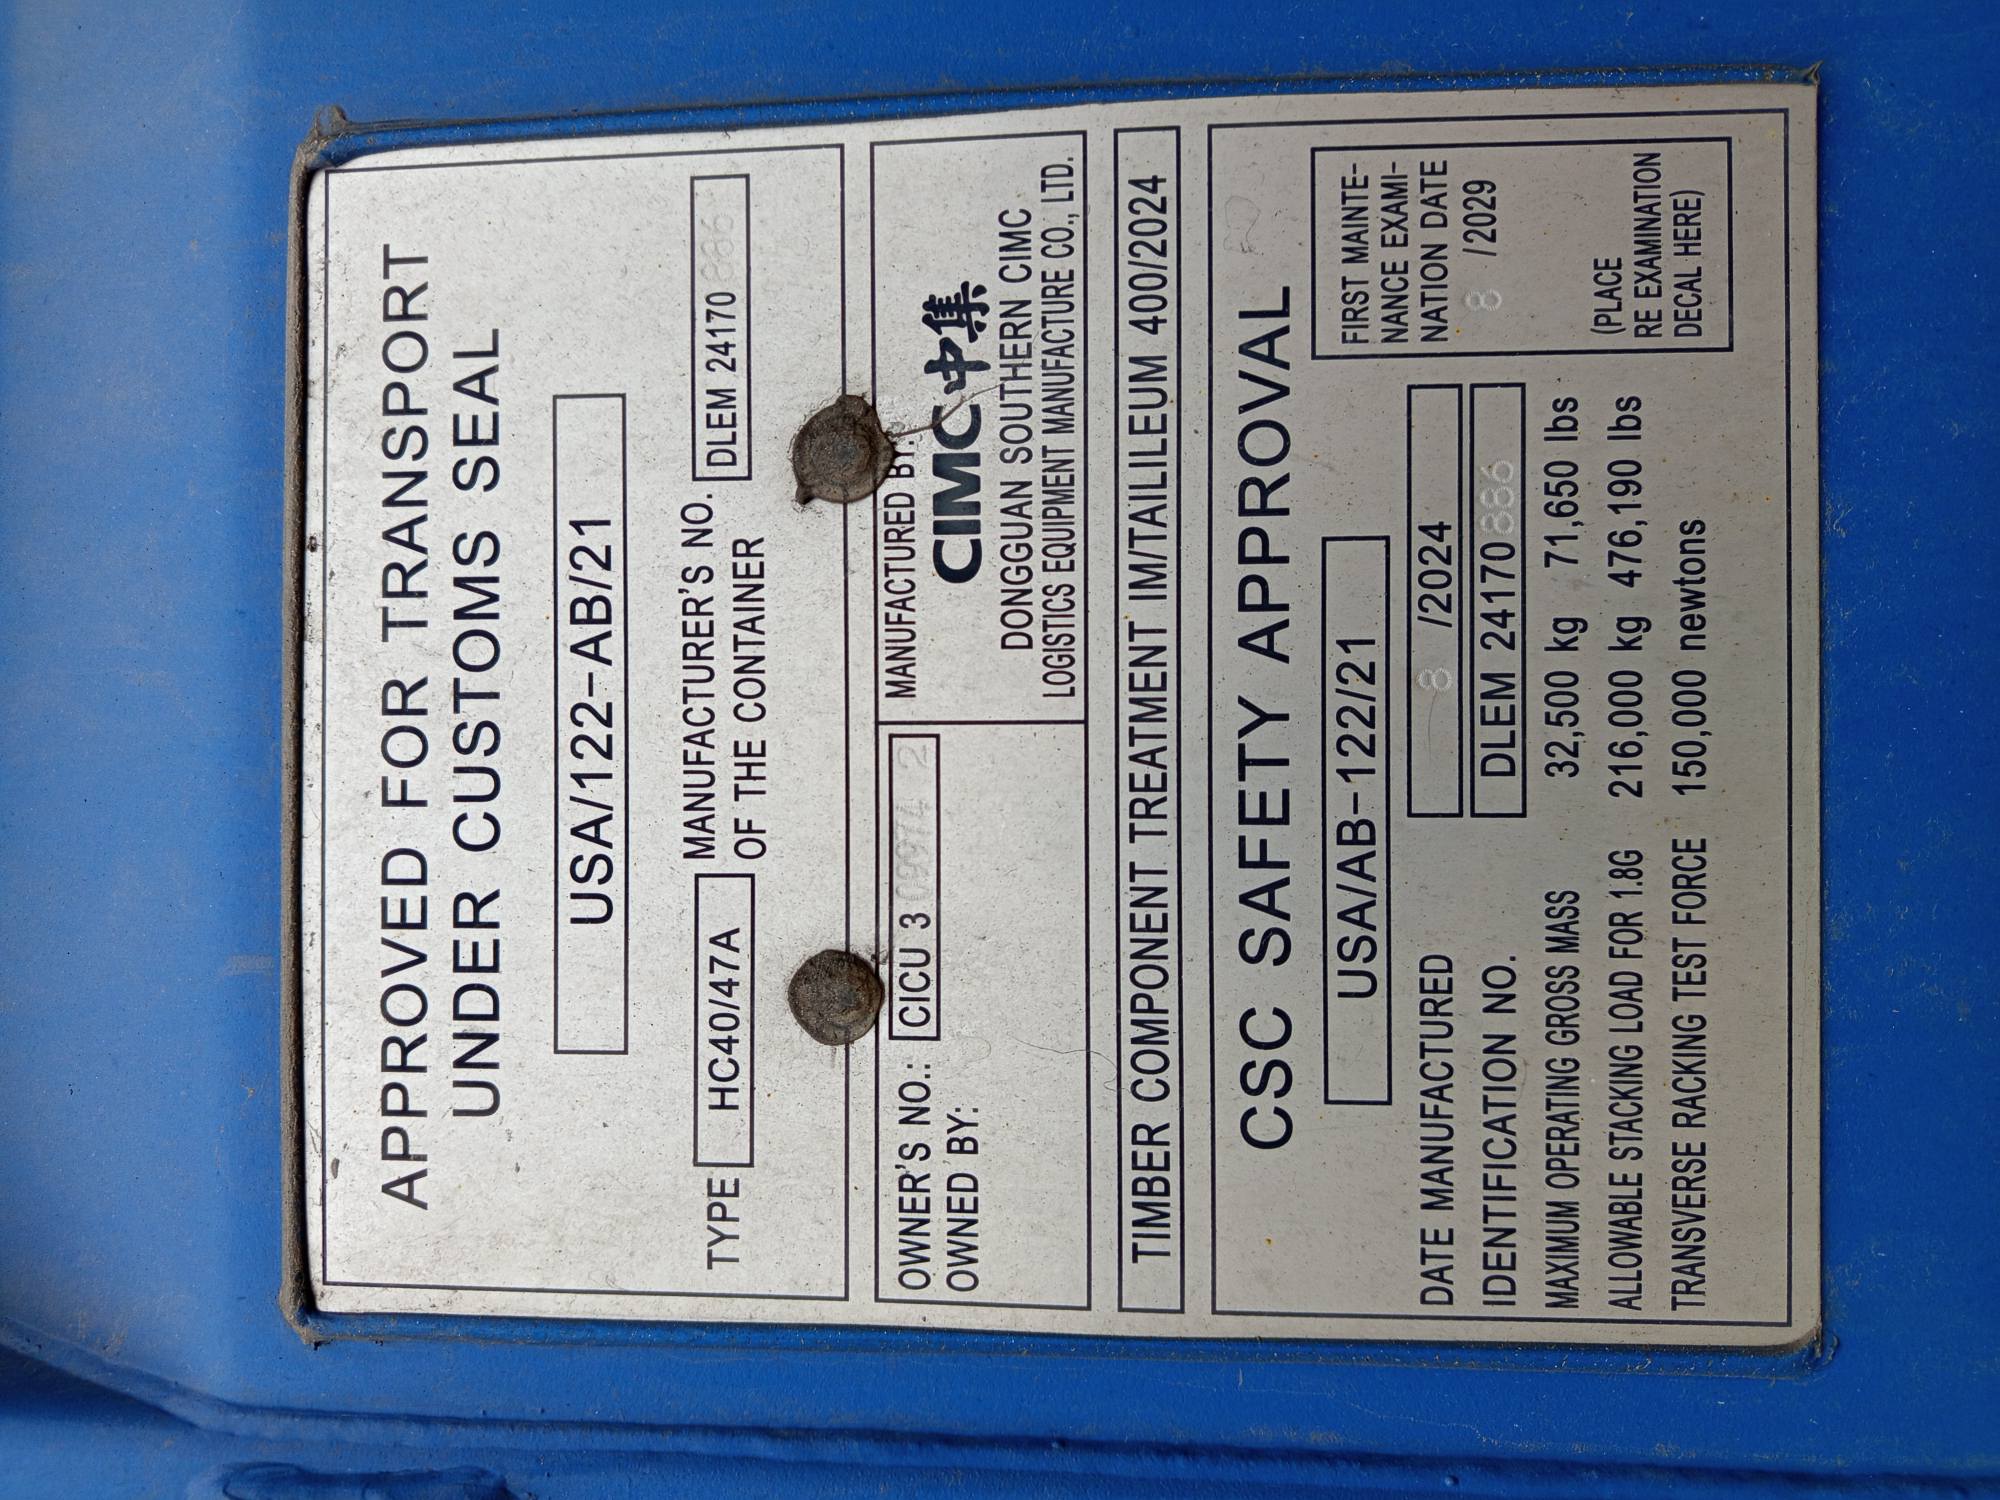 APPROVED FOR TRANSPORT
UNDER CUSTOMS SEAL
USA/122-AB/21
TYPE HC40/47A MANUFACTURER'S NO. OF THE CONTAINER DLEM 24170 886
OWNER'S NO.: CICU 3 09974 2
OWNED BY:
MANUFACTURED BY:
CIMC中集
DONGGUAN SOUTHERN CIMC
LOGISTICS EQUIPMENT MANUFACTURE CO., LTD.
TIMBER COMPONENT TREATMENT IM/TAILILEUM 400/2024
CSC SAFETY APPROVAL
USA/AB-122/21
DATE MANUFACTURED 8 /2024
IDENTIFICATION NO. DLEM 24170 886
MAXIMUM OPERATING GROSS MASS 32,500 kg 71,650 lbs
ALLOWABLE STACKING LOAD FOR 1.8G 216,000 kg 476,190 lbs
TRANSVERSE RACKING TEST FORCE 150,000 newtons
FIRST MAINTE-
NANCE EXAMI-
NATION DATE
8 /2029
(PLACE
RE EXAMINATION
DECAL HERE)